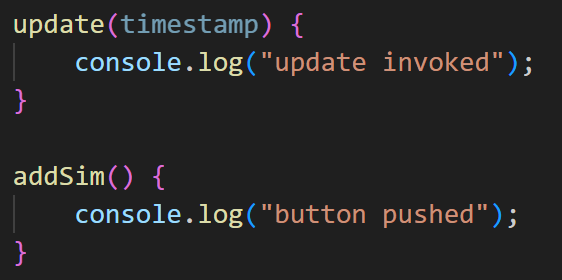 update(timestamp) {
    console.log("update invoked");
}

addSim() {
    console.log("button pushed");
}